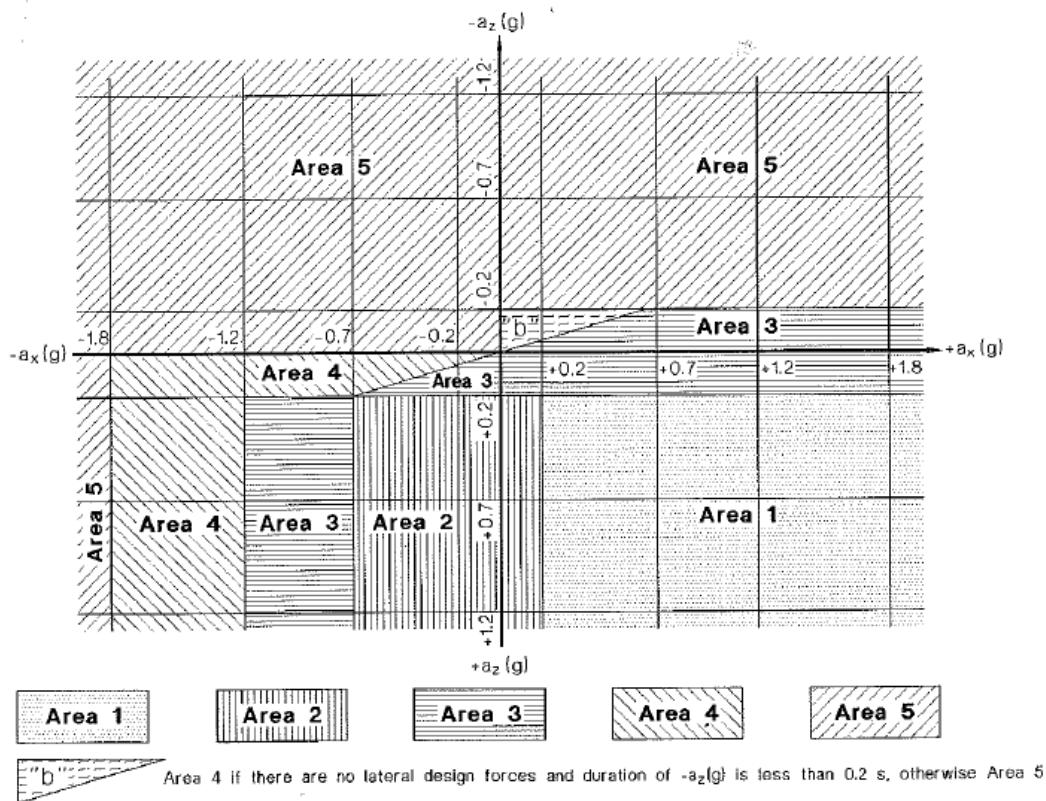 -az(g)
-1.2
Area 5 Area 5
-0.7
-0.2
"b" Area 3
-1.8 -1.2 -0.7 -0.2
-ax(g) +ax(g)
+0.2 +0.7 +1.2 +1.8
Area 4 Area 3
+0.2
Area 5 Area 4 Area 3 Area 2 +0.7 Area 1
+1.2
+az(g)
Area 1 Area 2 Area 3 Area 4 Area 5
"b" Area 4 if there are no lateral design forces and duration of -az(g) is less than 0.2 s, otherwise Area 5